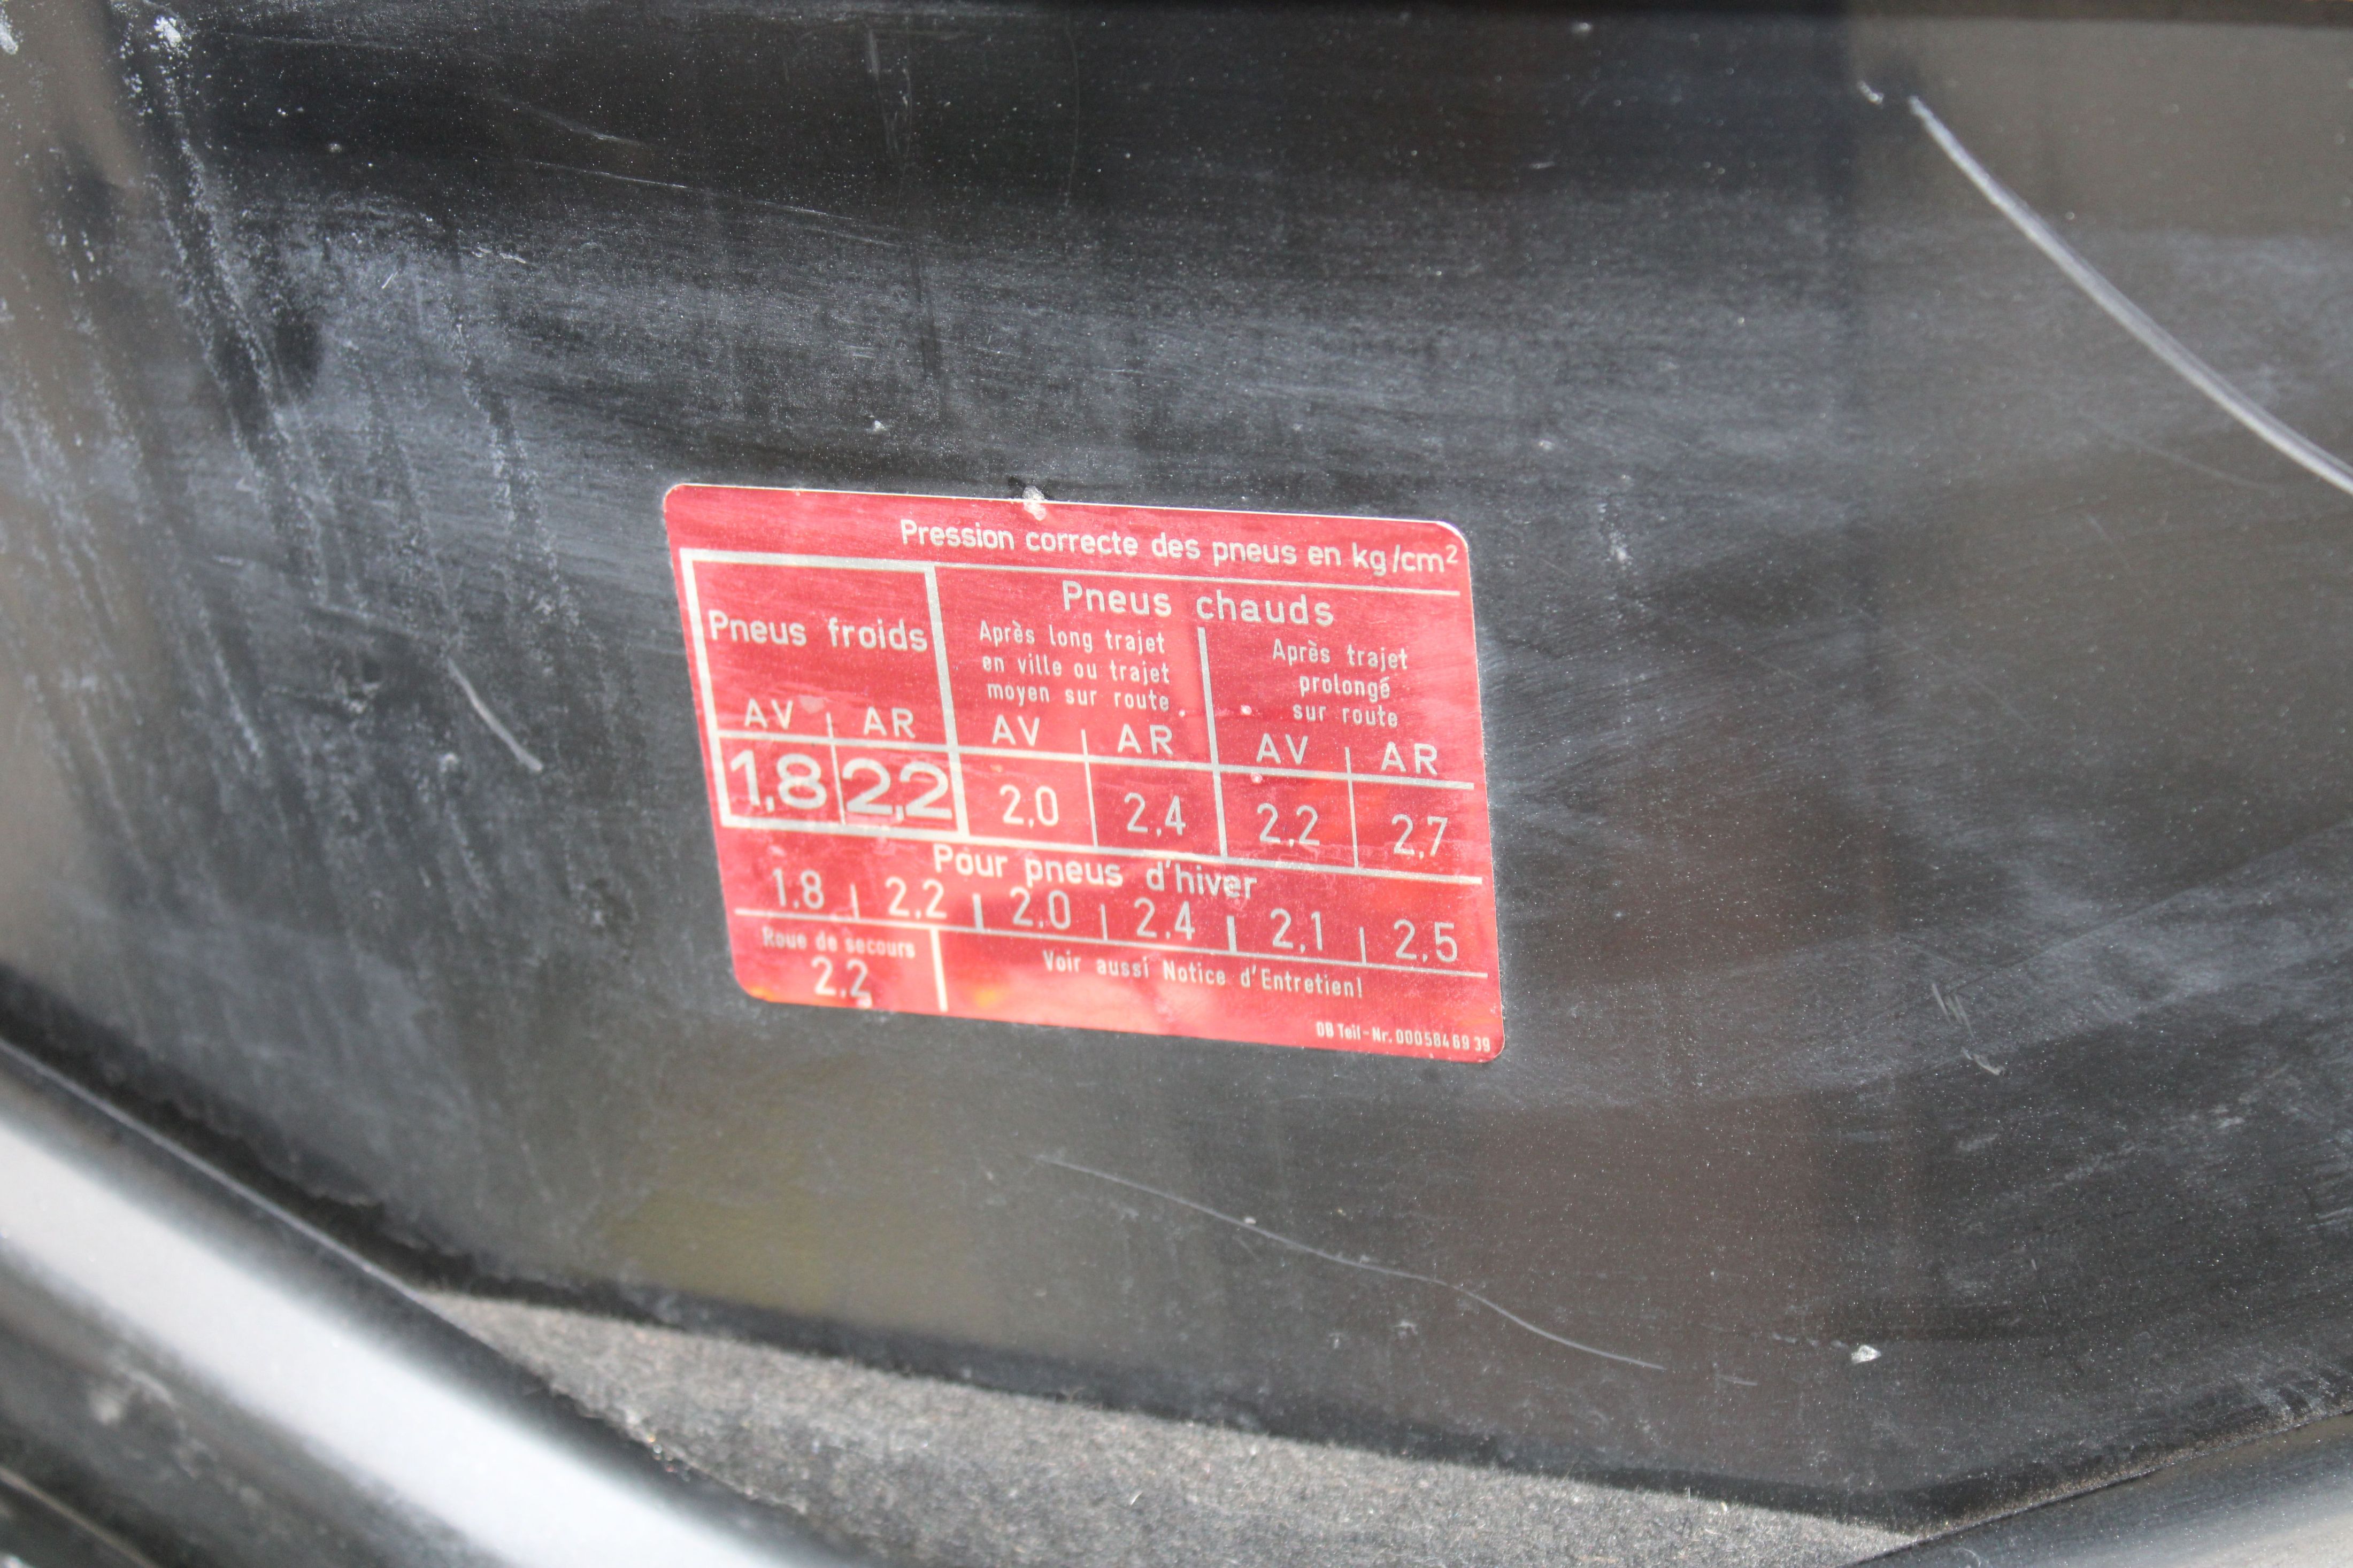 Pression correcte des pneus en kg/cm²
Pneus froids
Pneus chauds
Après long trajet
en ville ou trajet
moyen sur route
Après trajet
prolongé
sur route
AV AR AV AR AV AR
1,8 2,2 2,0 2,4 2,2 2,7
Pour pneus d'hiver
1,8 2,2 2,0 2,4 2,1 2,5
Roue de secours
2,2
Voir aussi Notice d'Entretien!
DB Teil-Nr. 000584 69 39